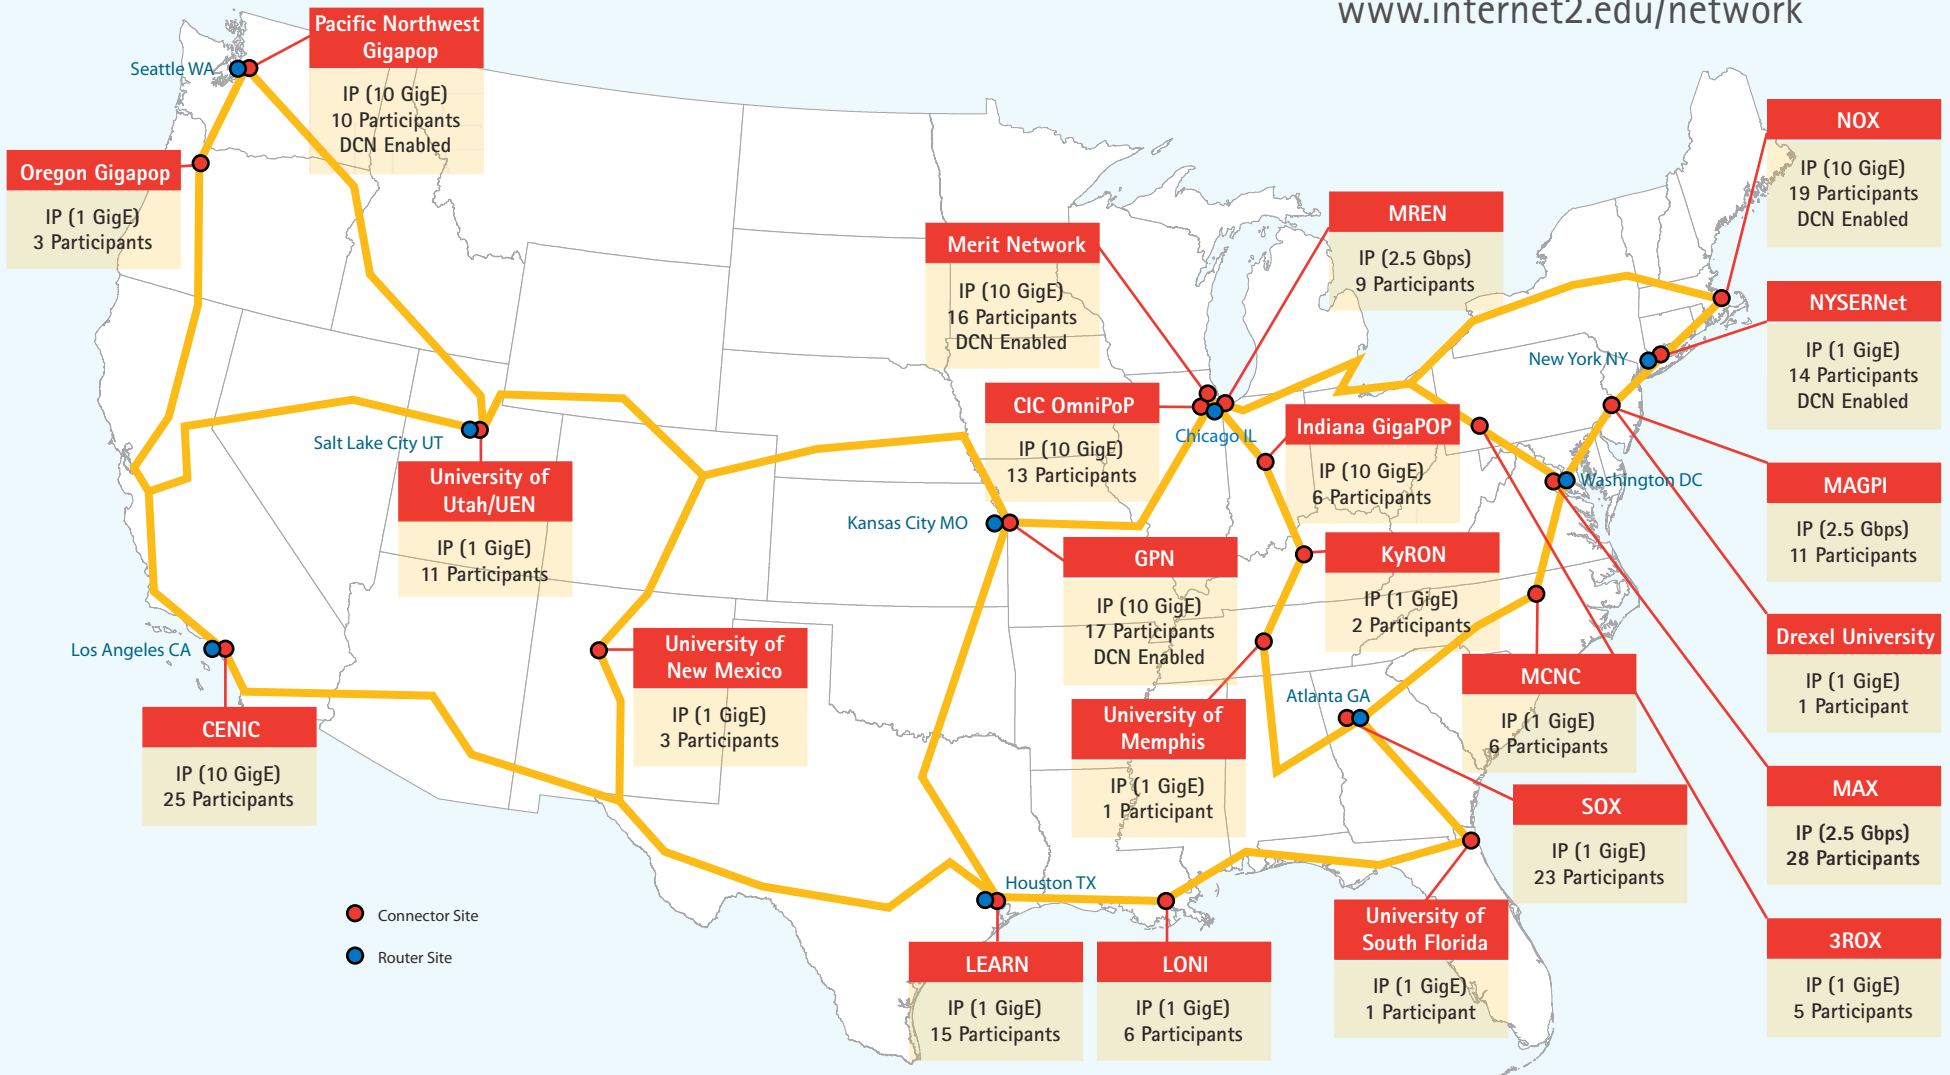 www.internet2.edu/network
Pacific Northwest
Gigapop
IP (10 GigE)
10 Participants
DCN Enabled
Seattle WA
Oregon Gigapop
IP (1 GigE)
3 Participants
NOX
IP (10 GigE)
19 Participants
DCN Enabled
MREN
IP (2.5 Gbps)
9 Participants
Merit Network
IP (10 GigE)
16 Participants
DCN Enabled
NYSERNet
IP (1 GigE)
14 Participants
DCN Enabled
New York NY
CIC OmniPoP
IP (10 GigE)
13 Participants
Chicago IL
Indiana GigaPOP
IP (10 GigE)
6 Participants
Salt Lake City UT
University of
Utah/UEN
IP (1 GigE)
11 Participants
Washington DC
MAGPI
IP (2.5 Gbps)
11 Participants
Kansas City MO
GPN
IP (10 GigE)
17 Participants
DCN Enabled
KyRON
IP (1 GigE)
2 Participants
Los Angeles CA
CENIC
IP (10 GigE)
25 Participants
University of
New Mexico
IP (1 GigE)
3 Participants
Drexel University
IP (1 GigE)
1 Participant
MCNC
IP (1 GigE)
6 Participants
Atlanta GA
University of
Memphis
IP (1 GigE)
1 Participant
MAX
IP (2.5 Gbps)
28 Participants
SOX
IP (1 GigE)
23 Participants
Houston TX
LEARN
IP (1 GigE)
15 Participants
LONI
IP (1 GigE)
6 Participants
University of
South Florida
IP (1 GigE)
1 Participant
3ROX
IP (1 GigE)
5 Participants
Connector Site
Router Site